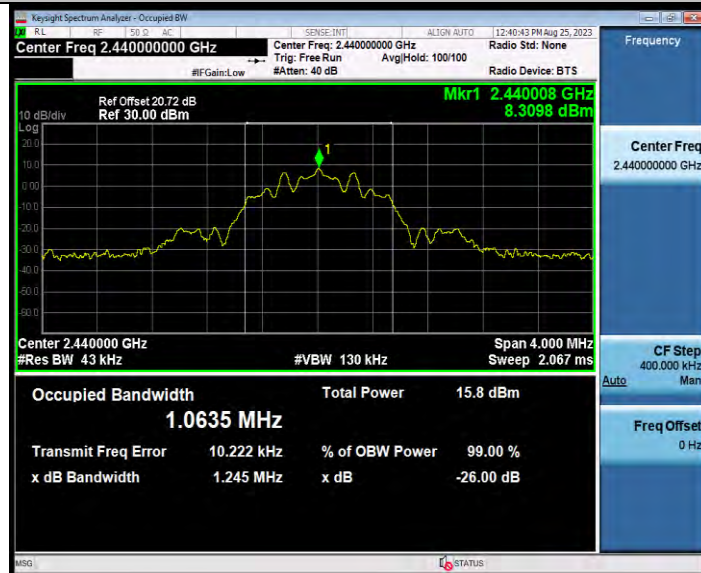 Keysight Spectrum Analyzer - Occupied BW
LXI RL RF 50 Ω AC SENSE:INT ALIGN AUTO 12:40:43 PM Aug 25, 2023
Center Freq 2.440000000 GHz
Center Freq: 2.440000000 GHz
Radio Std: None
Trig: Free Run Avg|Hold: 100/100
#IFGain:Low
#Atten: 40 dB
Radio Device: BTS
Frequency
Ref Offset 20.72 dB
Mkr1 2.440008 GHz
10 dB/div Ref 30.00 dBm
8.3098 dBm
Log
20.0
10.0
0.00
-10.0
-20.0
-30.0
-40.0
-50.0
-60.0
1
Center 2.440000 GHz
Span 4.000 MHz
#Res BW 43 kHz
#VBW 130 kHz
Sweep 2.067 ms
Occupied Bandwidth
1.0635 MHz
Total Power 15.8 dBm
Transmit Freq Error 10.222 kHz
% of OBW Power 99.00 %
x dB Bandwidth 1.245 MHz
x dB -26.00 dB
Center Freq
2.440000000 GHz
CF Step
400.000 kHz
Auto Man
Freq Offset
0 Hz
MSG
STATUS